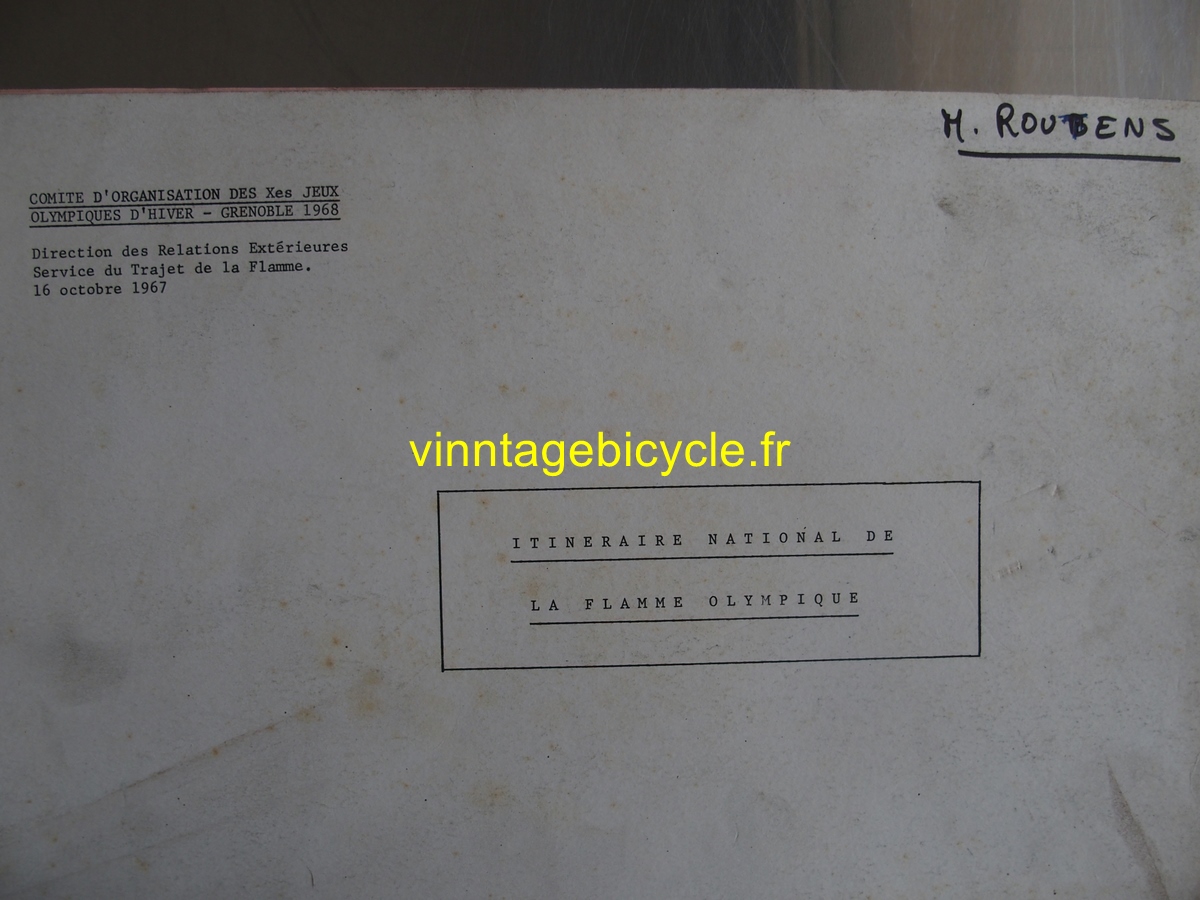 M. ROUTENS
COMITE D'ORGANISATION DES Xes JEUX
OLYMPIQUES D'HIVER - GRENOBLE 1968
Direction des Relations Extérieures
Service du Trajet de la Flamme.
16 octobre 1967
vinntagebicycle.fr
ITINERAIRE NATIONAL DE
LA FLAMME OLYMPIQUE